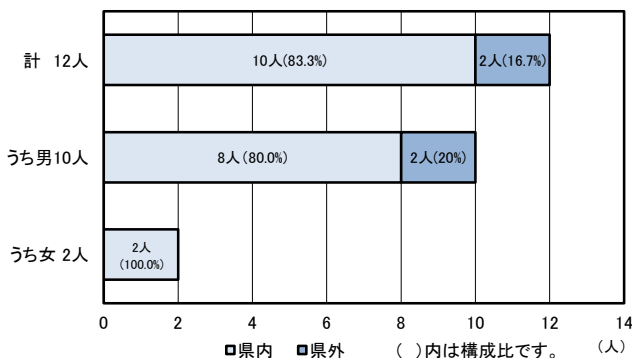 計 12人
10人(83.3%)
2人(16.7%)
うち男10人
8人(80.0%)
2人(20%)
うち女 2人
2人
(100.0%)
0 2 4 6 8 10 12 14
(人)
県内 県外 ( )内は構成比です。